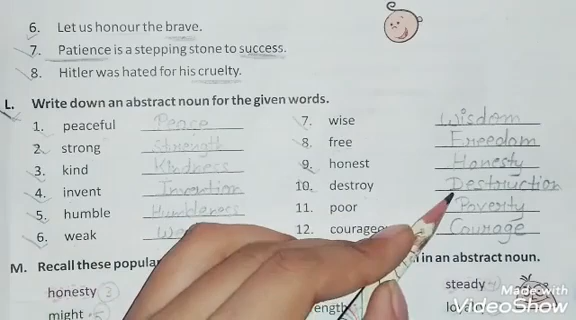 6. Let us honour the brave.
7. Patience is a stepping stone to success.
8. Hitler was hated for his cruelty.
L. Write down an abstract noun for the given words.
1. peaceful Peace
2. strong Strength
3. kind Kindness
4. invent Invention
5. humble Humbleness
6. weak
7. wise Wisdom
8. free Freedom
9. honest Honesty
10. destroy Destruction
11. poor Poverty
12. Courage
M. Recall these in an abstract noun.
honesty 3
might 5
steady
Made with
VideoShow